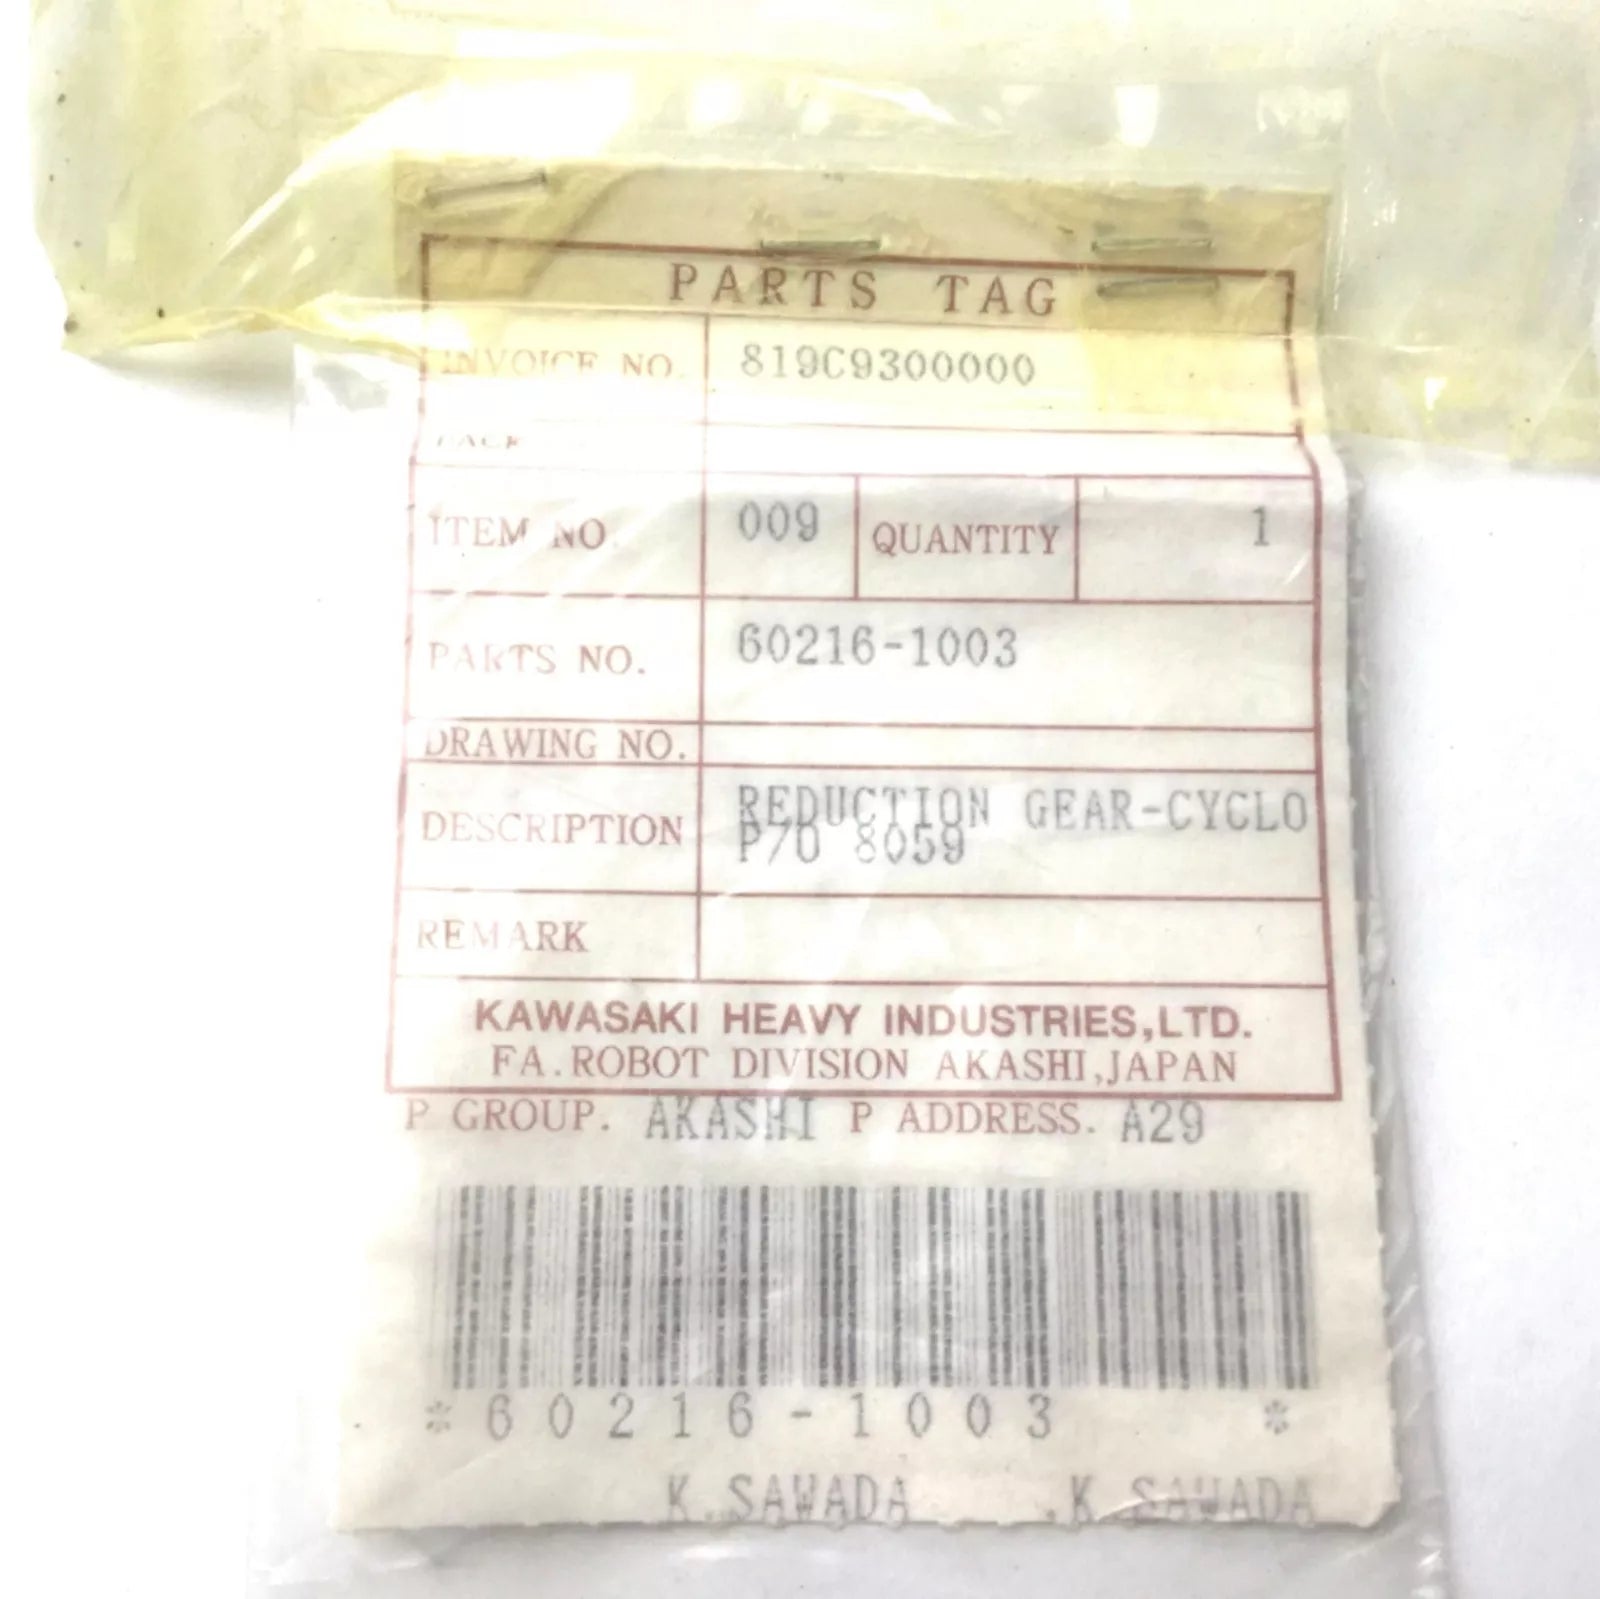 PARTS TAG
INVOICE NO. 819C9300000
ITEM NO. 009 QUANTITY 1
PARTS NO. 60216-1003
DRAWING NO.
DESCRIPTION REDUCTION GEAR-CYCLO
P/O 8059
REMARK
KAWASAKI HEAVY INDUSTRIES,LTD.
FA.ROBOT DIVISION AKASHI,JAPAN
P GROUP. AKASHI P ADDRESS. A29
*60216-1003 *
K.SAWADA .K SAWADA